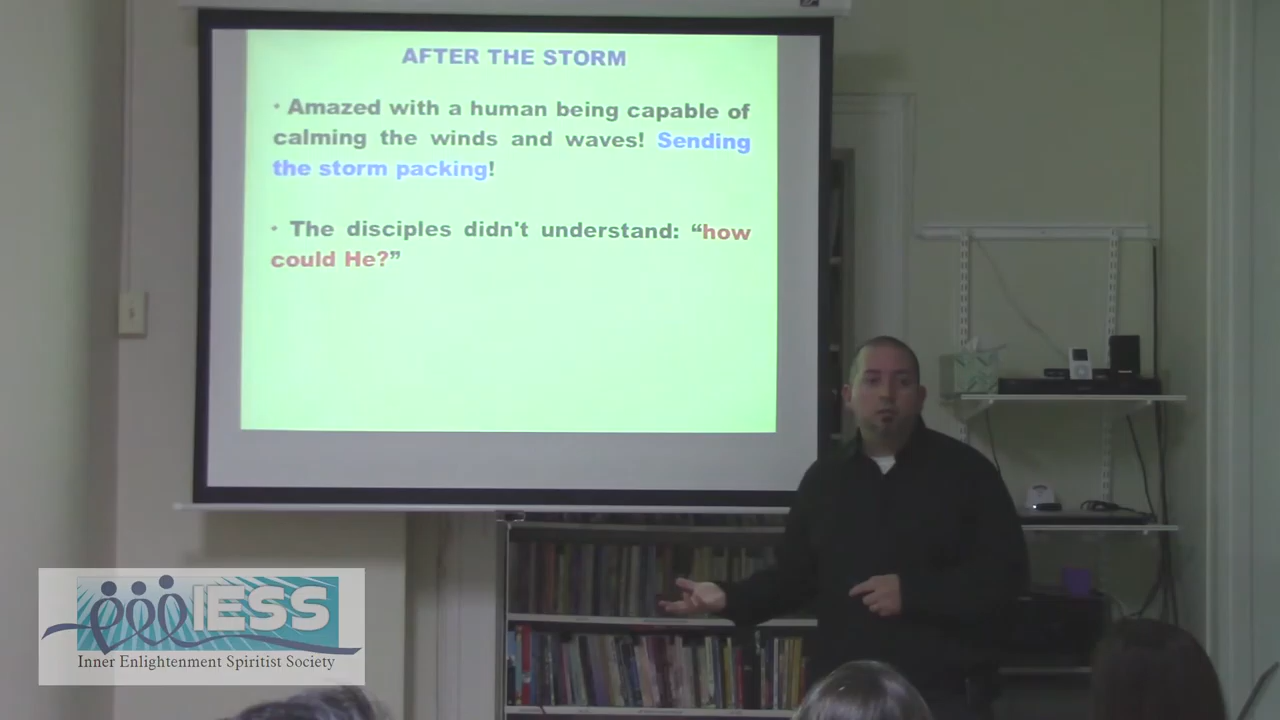 AFTER THE STORM
• Amazed with a human being capable of
calming the winds and waves! Sending
the storm packing!
• The disciples didn't understand: “how
could He?”
IESS
Inner Enlightenment Spiritist Society